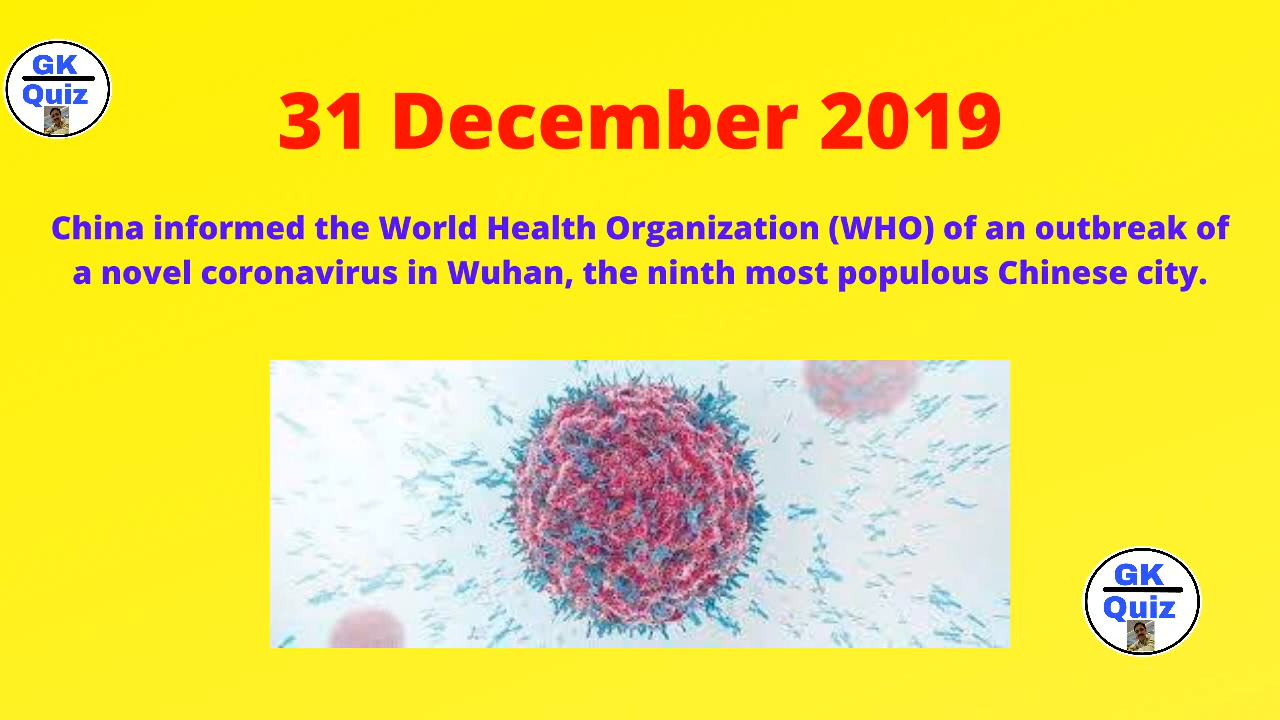 GK
Quiz
31 December 2019
China informed the World Health Organization (WHO) of an outbreak of
a novel coronavirus in Wuhan, the ninth most populous Chinese city.
GK
Quiz